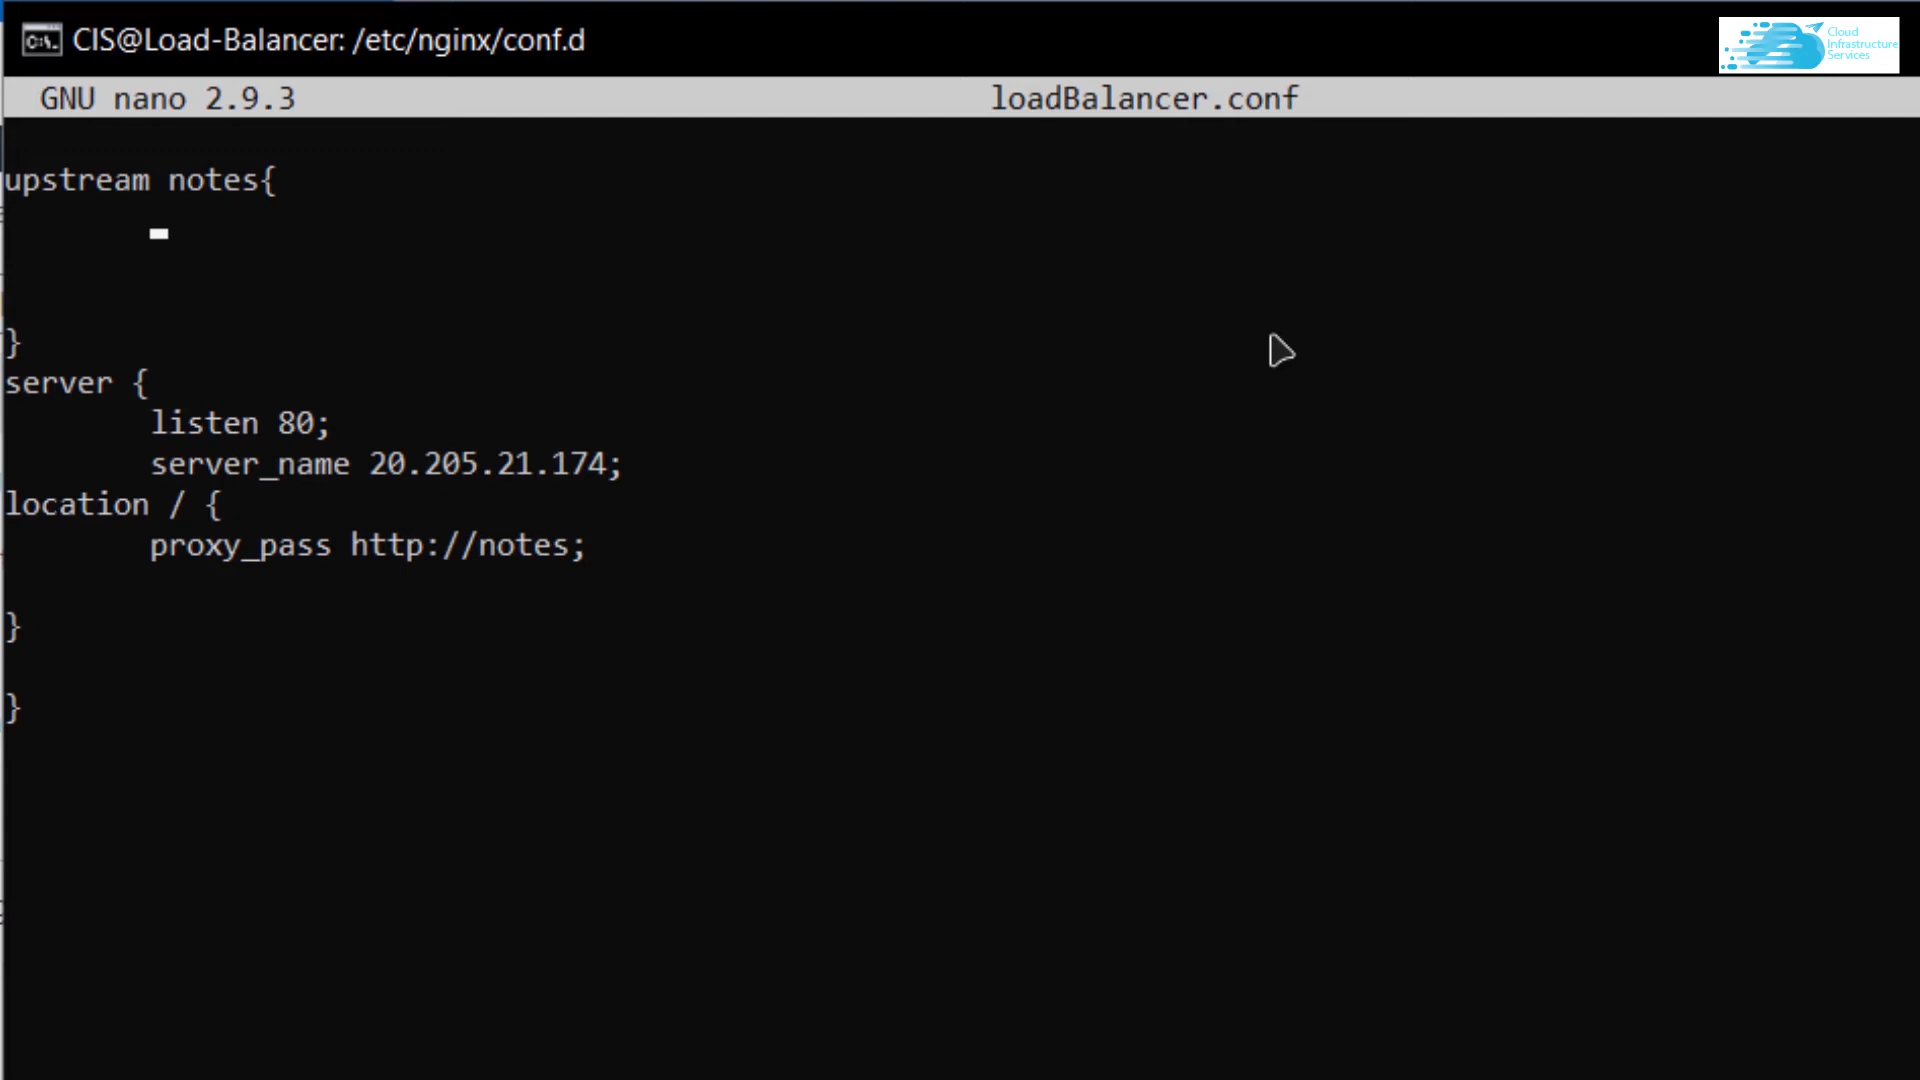 CIS@Load-Balancer: /etc/nginx/conf.d
Cloud
Infrastructure
Services
GNU nano 2.9.3 loadBalancer.conf
upstream notes{
}
server {
listen 80;
server_name 20.205.21.174;
location / {
proxy_pass http://notes;
}
}